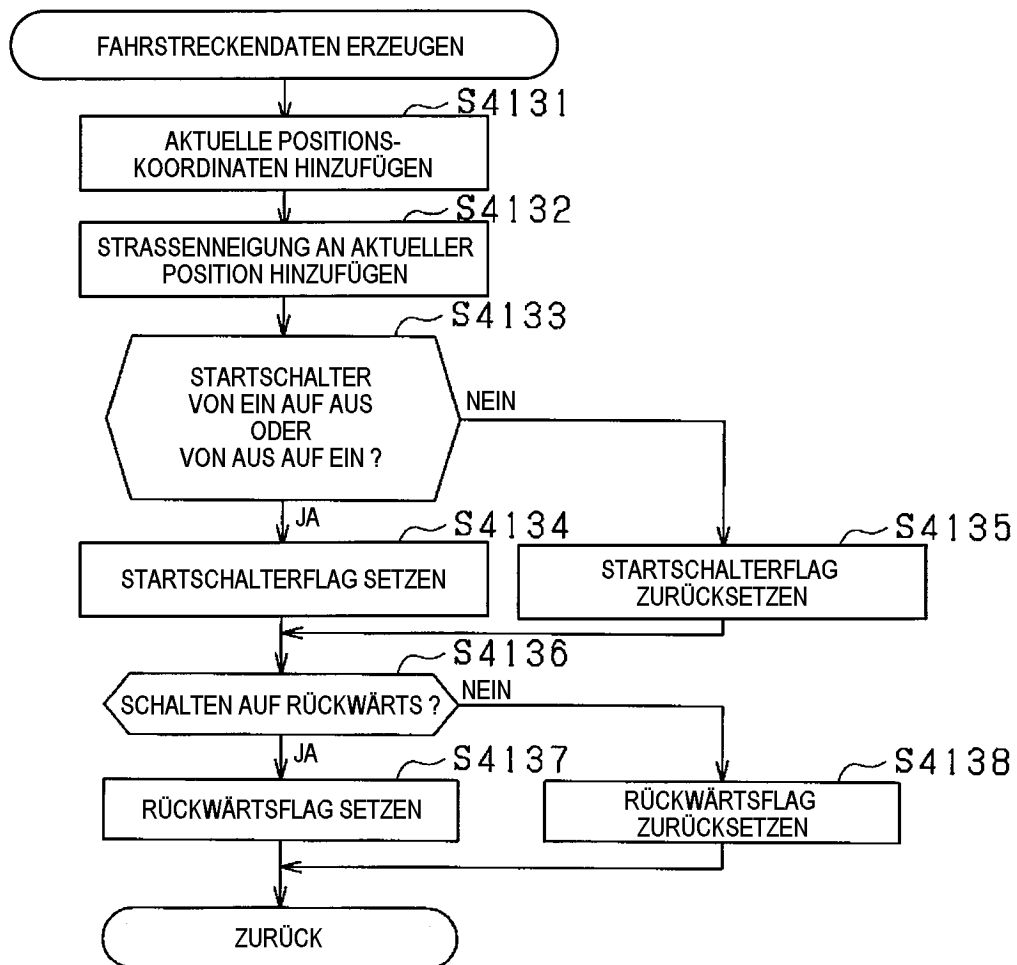 FAHRSTRECKENDATEN ERZEUGEN
S4131
AKTUELLE POSITIONS-
KOORDINATEN HINZUFÜGEN
S4132
STRASSENNEIGUNG AN AKTUELLER
POSITION HINZUFÜGEN
S4133
STARTSCHALTER
VON EIN AUF AUS
ODER
VON AUS AUF EIN ?
NEIN
JA
S4134
STARTSCHALTERFLAG SETZEN
S4135
STARTSCHALTERFLAG
ZURÜCKSETZEN
S4136
SCHALTEN AUF RÜCKWÄRTS ?
NEIN
JA
S4137
RÜCKWÄRTSFLAG SETZEN
S4138
RÜCKWÄRTSFLAG
ZURÜCKSETZEN
ZURÜCK